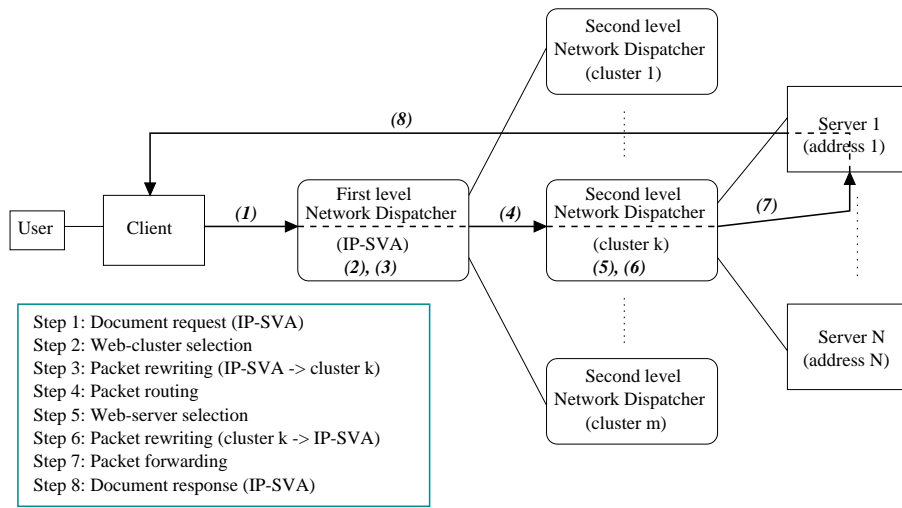 Second level
Network Dispatcher
(cluster 1)
(8)
Server 1
(address 1)
User
Client
(1)
First level
Network Dispatcher
(IP-SVA)
(2), (3)
(4)
Second level
Network Dispatcher
(cluster k)
(5), (6)
(7)
Server N
(address N)
Second level
Network Dispatcher
(cluster m)
Step 1: Document request (IP-SVA)
Step 2: Web-cluster selection
Step 3: Packet rewriting (IP-SVA -> cluster k)
Step 4: Packet routing
Step 5: Web-server selection
Step 6: Packet rewriting (cluster k -> IP-SVA)
Step 7: Packet forwarding
Step 8: Document response (IP-SVA)